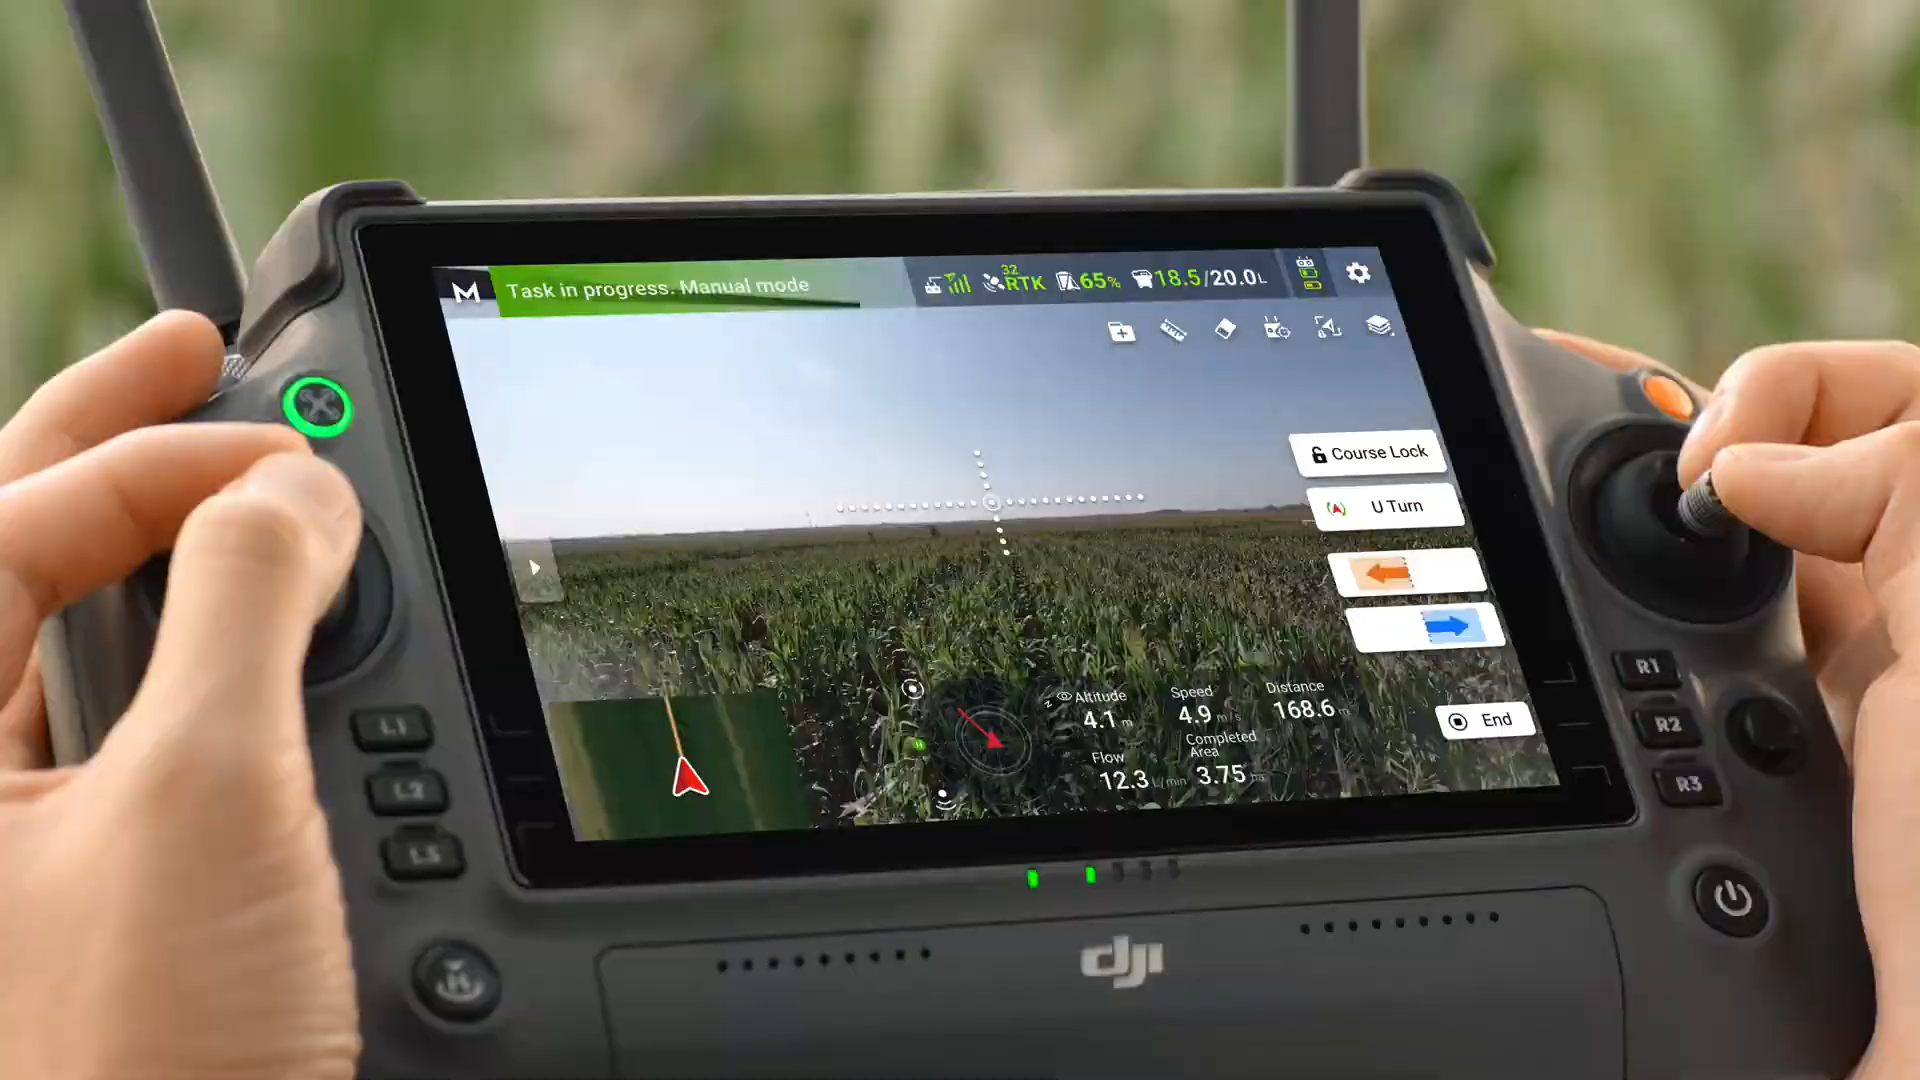 M
Task in progress. Manual mode
32
RTK
65%
18.5/20.0L
Course Lock
U Turn
Altitude
4.1 m
Speed
4.9 m/s
Distance
168.6 m
Flow
12.3 L/min
Completed
Area
3.75 ha
End
L1
L2
L3
R1
R2
R3
H
dji